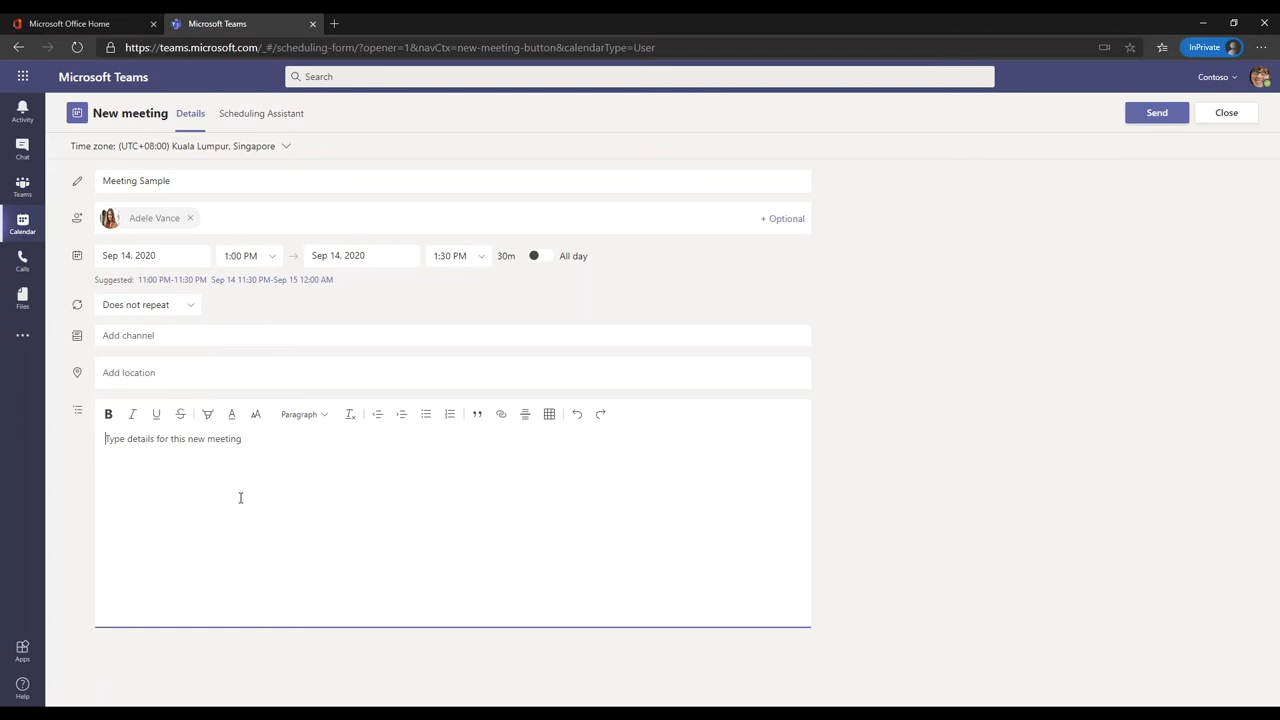 Microsoft Office Home
Microsoft Teams
https://teams.microsoft.com/_#/scheduling-form/?opener=1&navCtx=new-meeting-button&calendarType=User
InPrivate
Microsoft Teams
Search
Contoso
Activity
Chat
Teams
Calendar
Calls
Files
Apps
Help
New meeting
Details
Scheduling Assistant
Send
Close
Time zone: (UTC+08:00) Kuala Lumpur, Singapore
Meeting Sample
Adele Vance
+ Optional
Sep 14, 2020 1:00 PM Sep 14, 2020 1:30 PM 30m All day
Suggested: 11:00 PM-11:30 PM Sep 14 11:30 PM-Sep 15 12:00 AM
Does not repeat
Add channel
Add location
B I U S A AA Paragraph
Type details for this new meeting